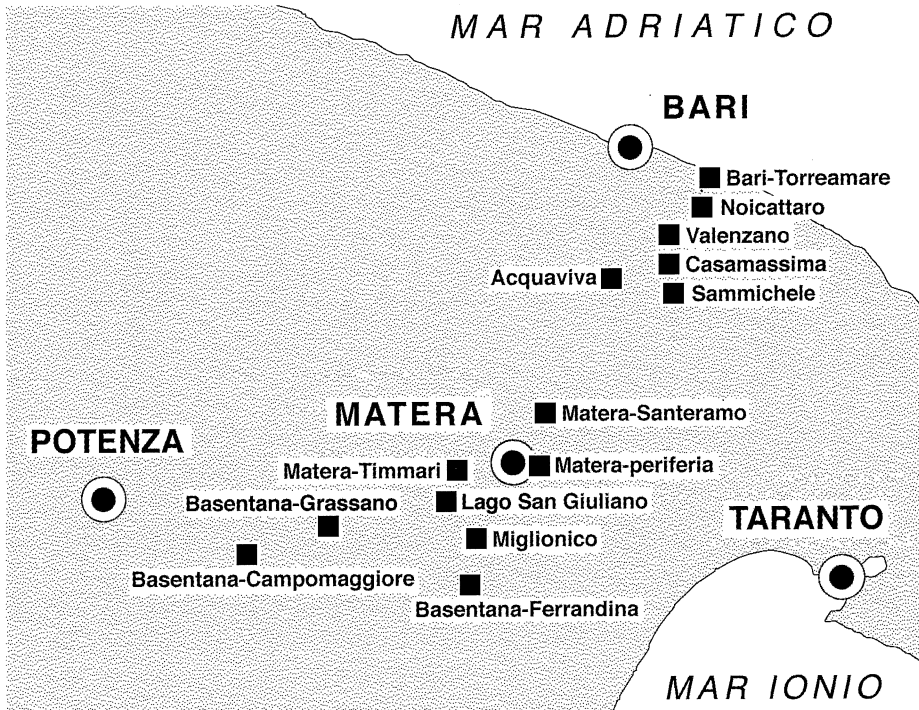 MAR ADRIATICO
BARI
Bari-Torreamare
Noicattaro
Valenzano
Casamassima
Acquaviva
Sammichele
MATERA
Matera-Santeramo
POTENZA
Matera-Timmari
Matera-periferia
Basentana-Grassano
Lago San Giuliano
TARANTO
Miglionico
Basentana-Campomaggiore
Basentana-Ferrandina
MAR IONIO